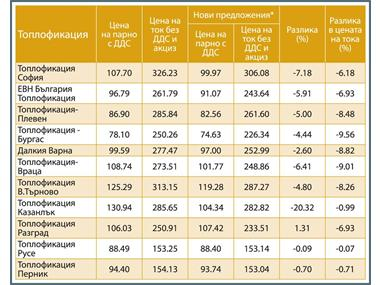 Топлофикация Цена на парно с ДДС Цена на ток без ДДС и акциз Нови предложения* Цена на парно с ДДС Цена на ток без ДДС и акциз Разлика (%) Разлика в цената на тока (%)
Топлофикация София 107.70 326.23 99.97 306.08 -7.18 -6.18
ЕВН България Топлофикация 96.79 261.79 91.07 243.64 -5.91 -6.93
Топлофикация-Плевен 86.90 285.84 82.56 261.60 -5.00 -8.48
Топлофикация - Бургас 78.10 250.26 74.63 226.34 -4.44 -9.56
Далкия Варна 99.59 277.47 97.00 252.99 -2.60 -8.82
Топлофикация-Враца 108.74 273.51 101.77 248.86 -6.41 -9.01
Топлофикация В.Търново 125.29 313.15 119.28 287.27 -4.80 -8.26
Топлофикация Казанлък 130.94 285.65 104.34 282.82 -20.32 -0.99
Топлофикация Разград 106.03 250.91 107.42 233.51 1.31 -6.93
Топлофикация Русе 88.49 153.25 88.40 153.14 -0.09 -0.07
Топлофикация Перник 94.40 154.13 93.74 153.04 -0.70 -0.71